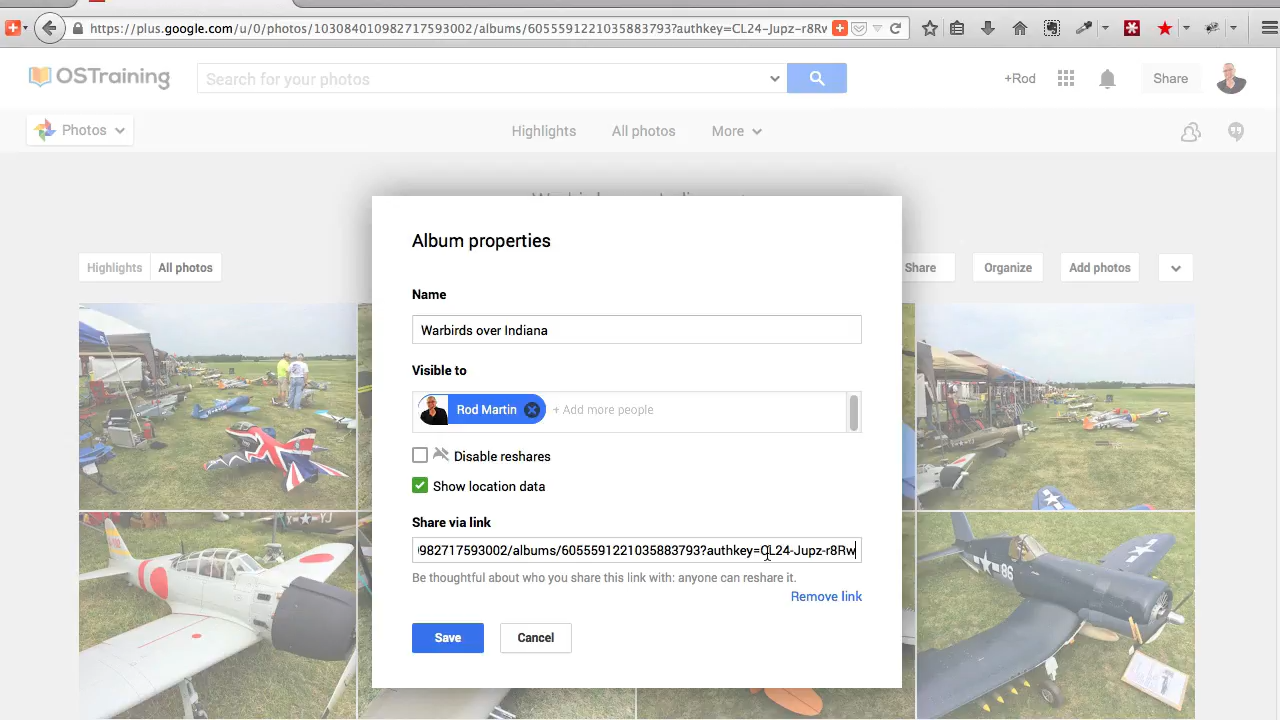 https://plus.google.com/u/0/photos/103084010982717593002/albums/6055591221035883793?authkey=CL24-Jupz-r8Rw
OSTraining
Search for your photos
+Rod
Share
Photos
Highlights
All photos
More
Album properties
Highlights
All photos
Share
Organize
Add photos
Name
Warbirds over Indiana
Visible to
Rod Martin
+ Add more people
Disable reshares
Show location data
Share via link
0982717593002/albums/6055591221035883793?authkey=CL24-Jupz-r8Rw
Be thoughtful about who you share this link with: anyone can reshare it.
Remove link
Save
Cancel
86